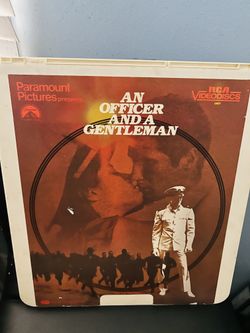 Paramount
Pictures presents
RCA
VIDEODISCS
AN
OFFICER
AND A
GENTLEMAN